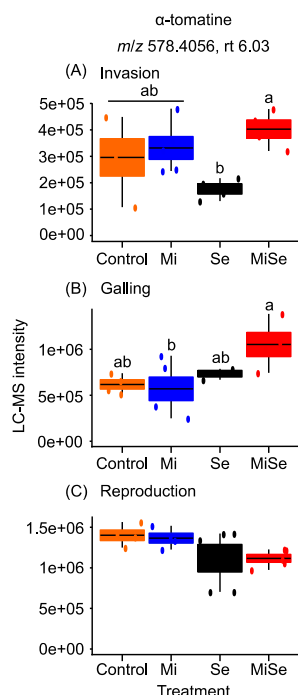 α-tomatine
m/z 578.4056, rt 6.03
(A) Invasion
ab
a
b
5e+05
4e+05
3e+05
2e+05
1e+05
0e+00
Control Mi Se MiSe
(B) Galling
ab b ab a
1e+06
5e+05
0e+00
LC-MS intensity
Control Mi Se MiSe
(C) Reproduction
1.5e+06
1e+06
5e+05
0e+00
Control Mi Se MiSe
Treatment